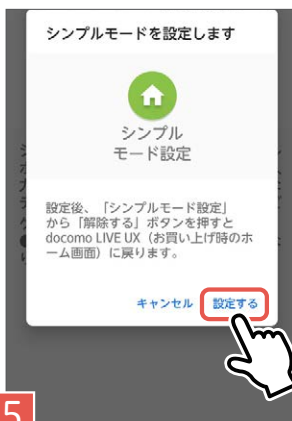 シンプルモードを設定します
シンプル
モード設定
設定後、「シンプルモード設定」
から「解除する」ボタンを押すと
docomo LIVE UX（お買い上げ時のホ
ーム画面）に戻ります。
キャンセル 設定する
5